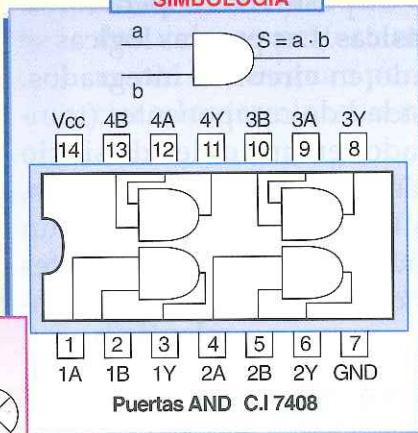 SIMBOLOGÍA
a
S = a · b
b
Vcc 4B 4A 4Y 3B 3A 3Y
14 13 12 11 10 9 8
1 2 3 4 5 6 7
1A 1B 1Y 2A 2B 2Y GND
Puertas AND C.I 7408